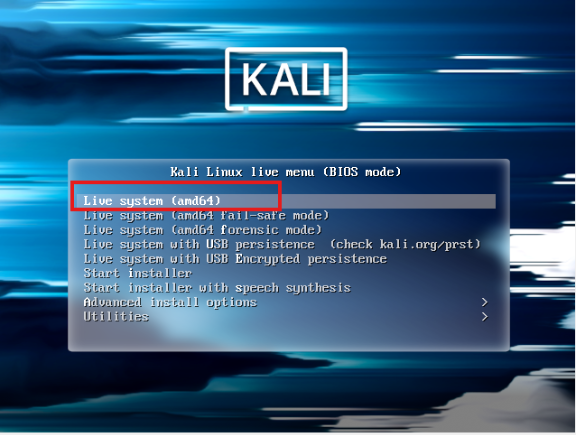 KALI
Kali Linux live menu (BIOS mode)
Live system (amd64)
Live system (amd64 fail-safe mode)
Live system (amd64 forensic mode)
Live system with USB persistence (check kali.org/prst)
Live system with USB Encrypted persistence
Start installer
Start installer with speech synthesis
Advanced install options >
Utilities >